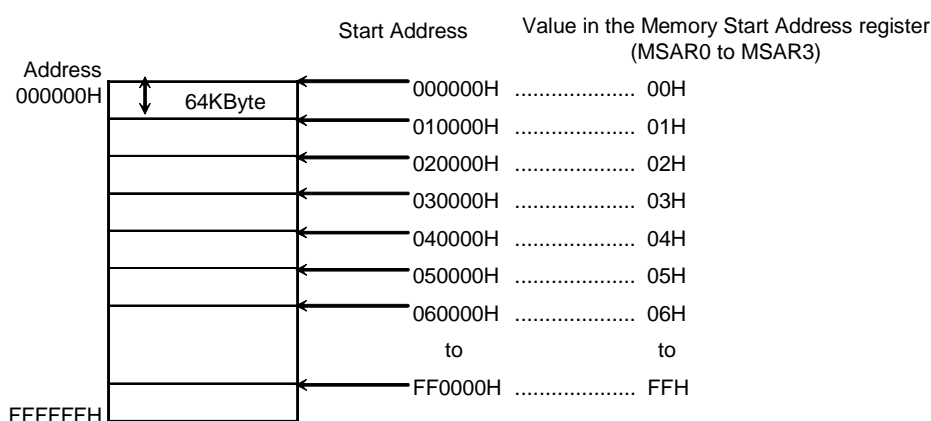 Start Address
Value in the Memory Start Address register
(MSAR0 to MSAR3)
Address
000000H
64KByte
000000H .................... 00H
010000H .................... 01H
020000H .................... 02H
030000H .................... 03H
040000H .................... 04H
050000H .................... 05H
060000H .................... 06H
to to
FF0000H .................... FFH
FFFFFFH